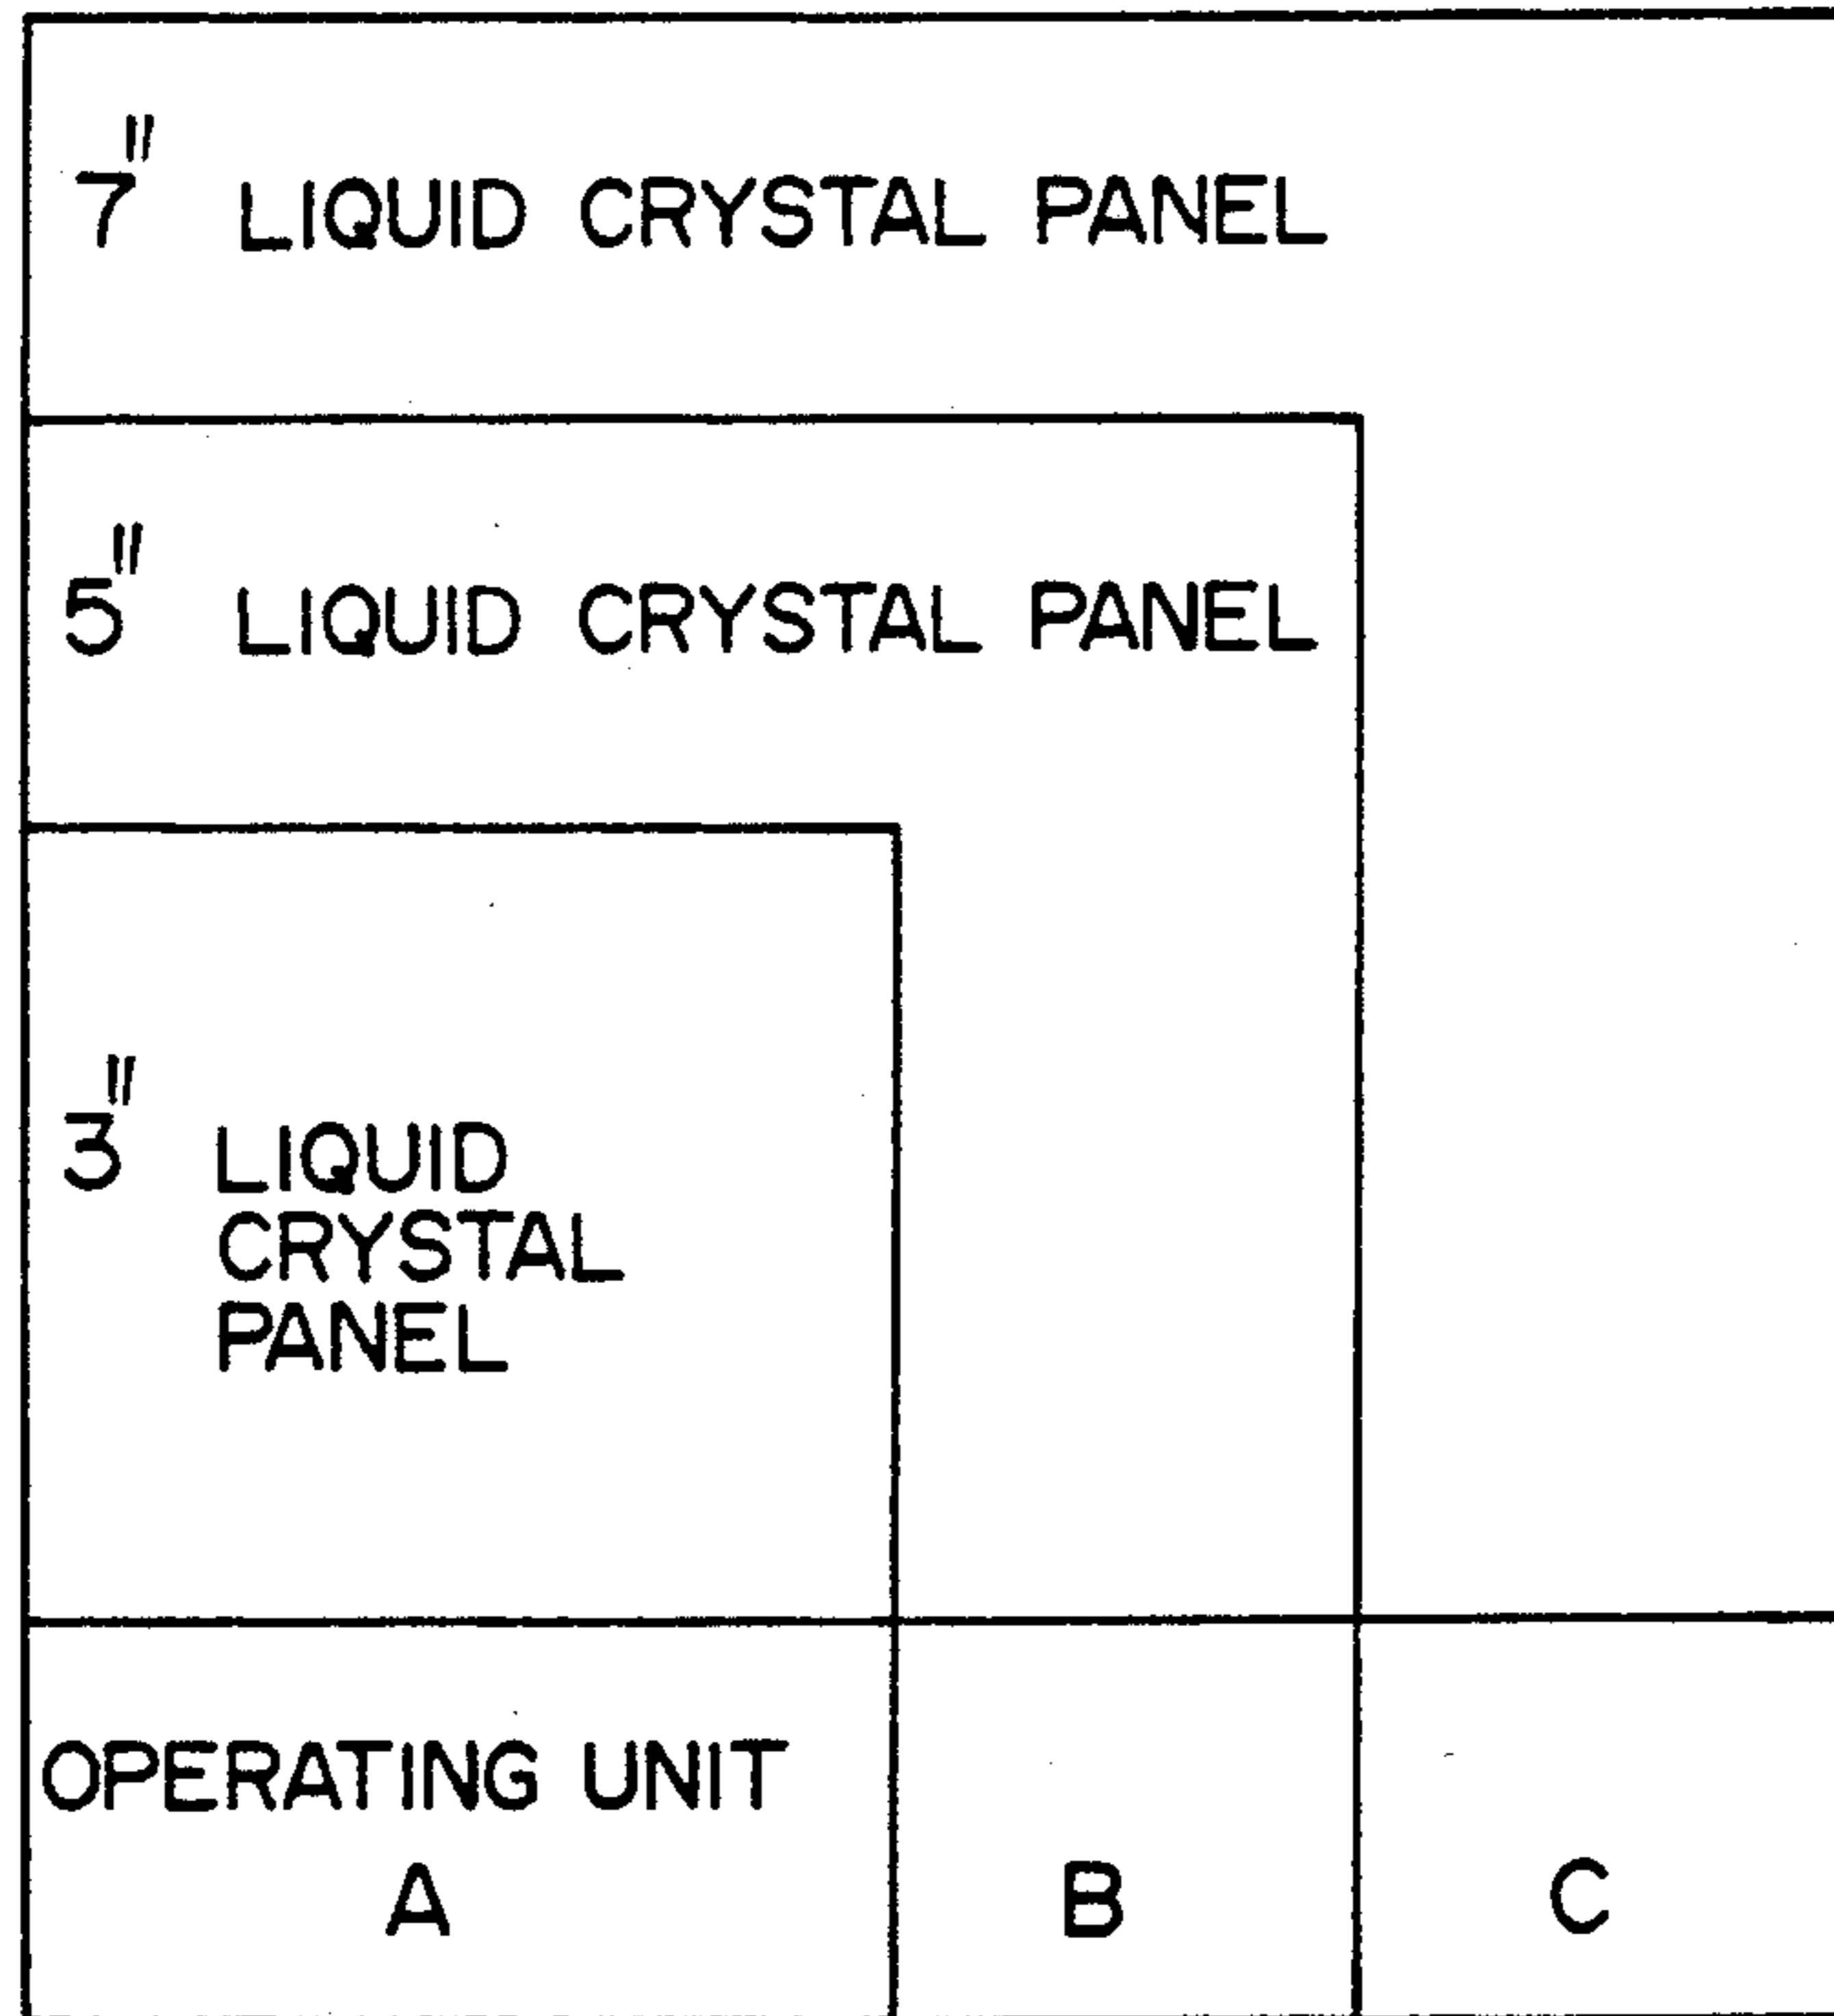 7" LIQUID CRYSTAL PANEL
5" LIQUID CRYSTAL PANEL
3" LIQUID
CRYSTAL
PANEL
OPERATING UNIT
A
B
C